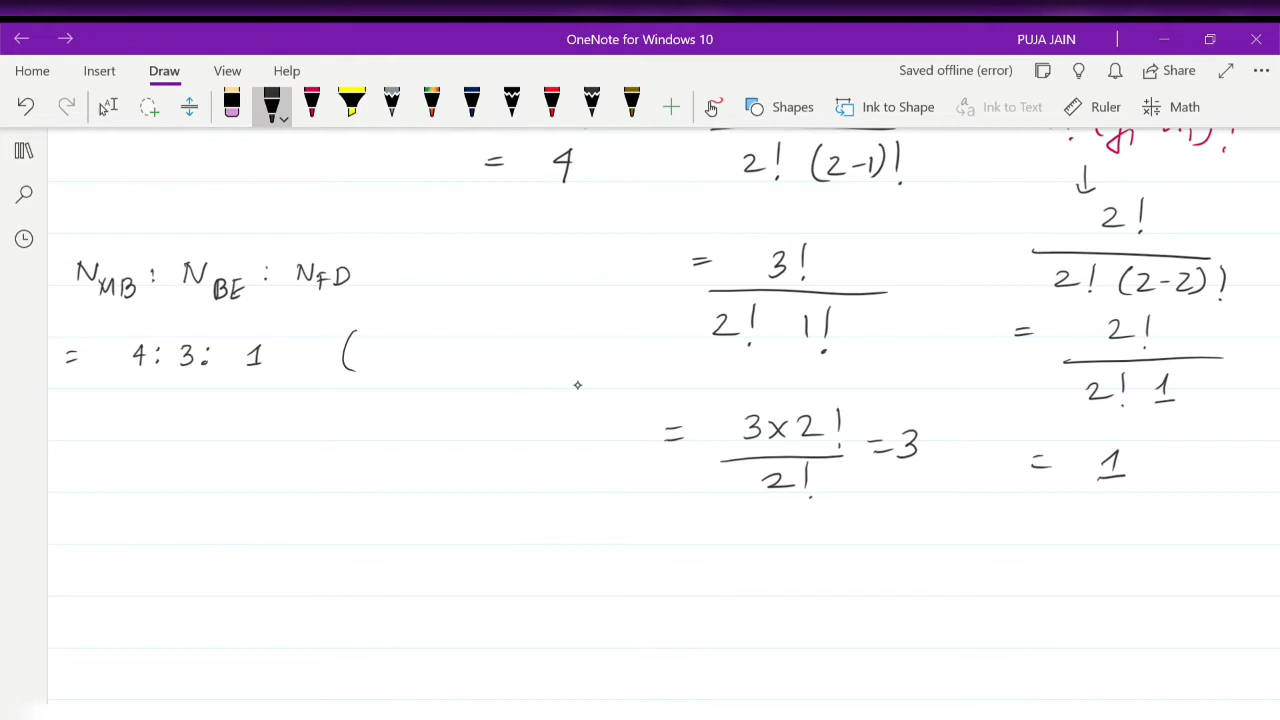 OneNote for Windows 10
PUJA JAIN
Home Insert Draw View Help
Saved offline (error)
Share
Shapes
Ink to Shape
Ink to Text
Ruler
Math
= 4
2! (2-1)!
2!
2! (2-2)!
= 2!
2! 1
= 1
= 3!
2! 1!
= 3x2! =3
2!
N_MB : N_BE : N_FD
= 4: 3: 1 (